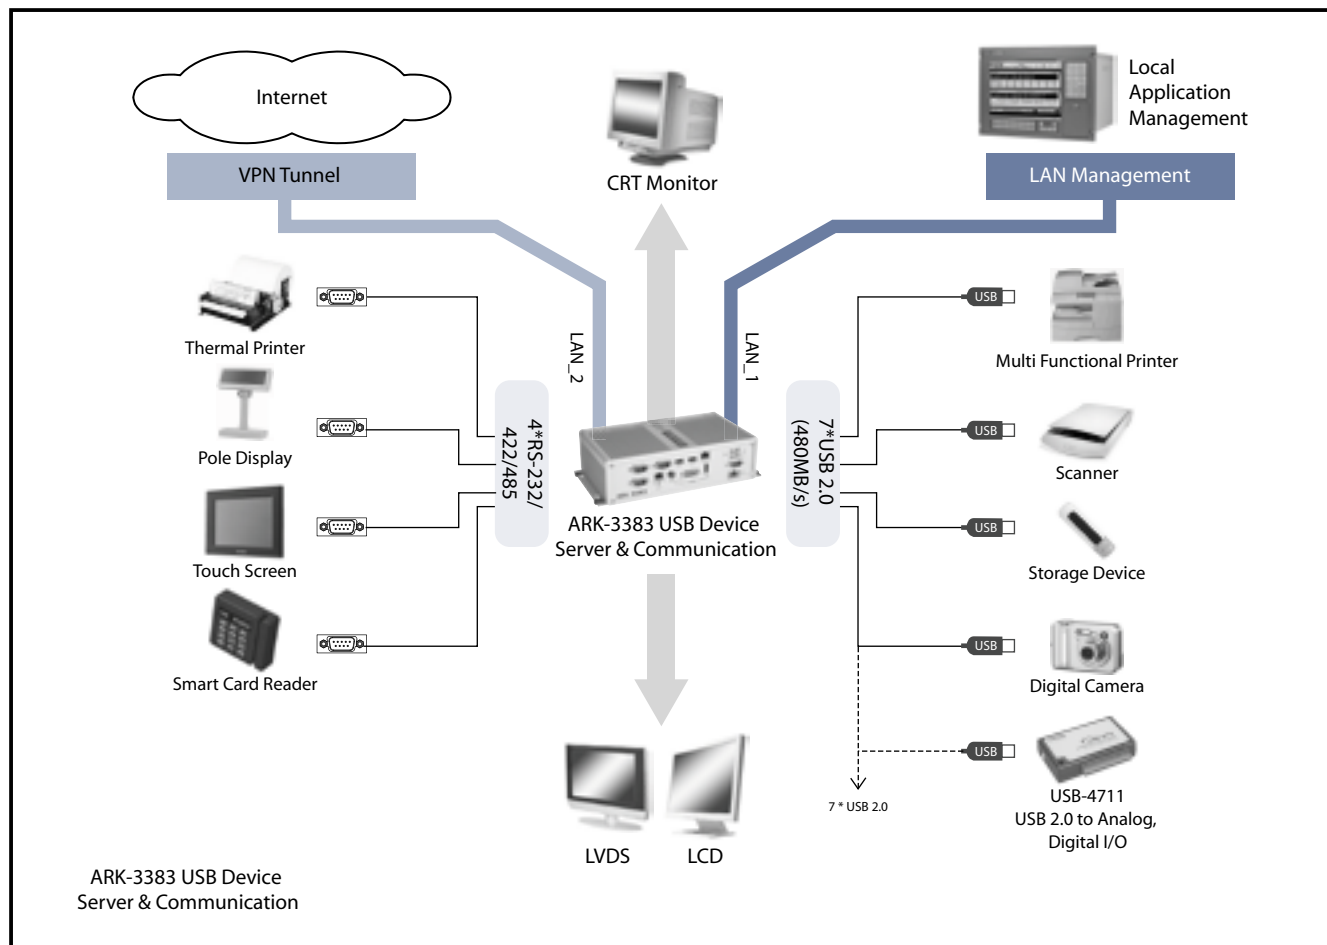 Internet
VPN Tunnel
CRT Monitor
Local
Application
Management
LAN Management
Thermal Printer
Pole Display
Touch Screen
Smart Card Reader
4*RS-232/
422/485
LAN_2
LAN_1
7*USB 2.0
(480MB/s)
ARK-3383 USB Device
Server & Communication
USB
Multi Functional Printer
USB
Scanner
USB
Storage Device
USB
Digital Camera
USB
USB-4711
USB 2.0 to Analog,
Digital I/O
7 * USB 2.0
LVDS
LCD
ARK-3383 USB Device
Server & Communication